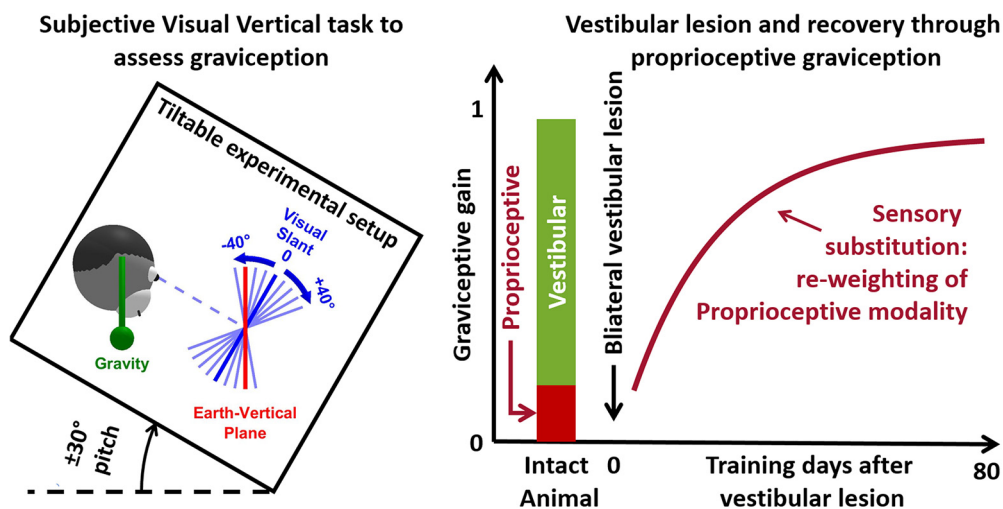 Subjective Visual Vertical task to
assess graviception
Tiltable experimental setup
Visual
Slant
-40°
0
+40°
Gravity
Earth-Vertical
Plane
±30°
pitch
Vestibular lesion and recovery through
proprioceptive graviception
Graviceptive gain
1
0
Proprioceptive
Vestibular
Bilateral vestibular lesion
Sensory
substitution:
re-weighting of
Proprioceptive modality
Intact
Animal
0
Training days after
vestibular lesion
80